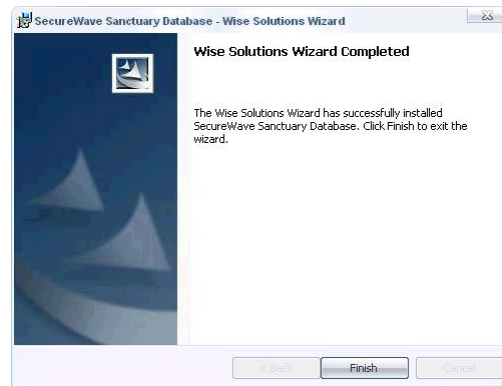 SecureWave Sanctuary Database - Wise Solutions Wizard
Wise Solutions Wizard Completed
The Wise Solutions Wizard has successfully installed
SecureWave Sanctuary Database. Click Finish to exit the
wizard.
< Back
Finish
Cancel